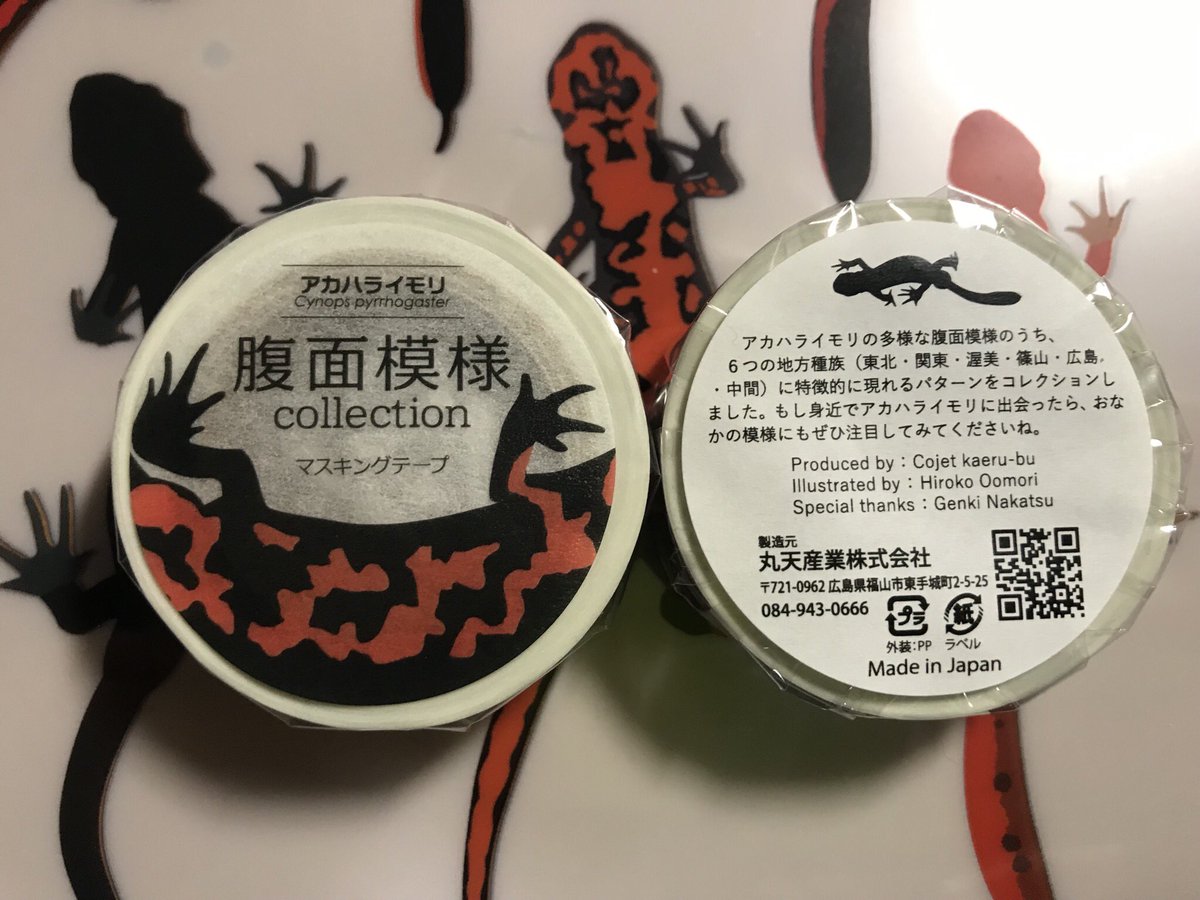 アカハライモリ
Cynops pyrrhogaster
腹面模様
collection
マスキングテープ
アカハライモリの多様な腹面模様のうち、
６つの地方種族（東北・関東・渥美・篠山・広島
・中間）に特徴的に現れるパターンをコレクションし
ました。もし身近でアカハライモリに出会ったら、おな
かの模様にもぜひ注目してみてくださいね。
Produced by：Cojet kaeru-bu
Illustrated by：Hiroko Oomori
Special thanks：Genki Nakatsu
製造元
丸天産業株式会社
〒721-0962 広島県福山市東手城町2-5-25
084-943-0666
プラ
紙
外装：PP ラベル
Made in Japan